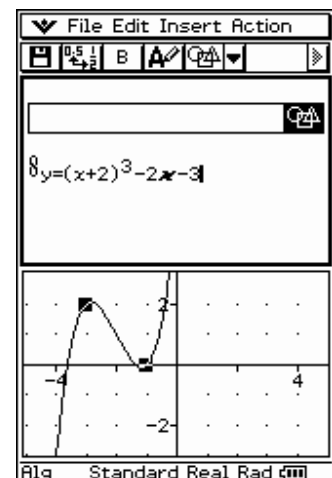 File Edit Insert Action
0.5 1 2 B A
y=(x+2)³-2x-3
2
-4 4
-2
Alg Standard Real Rad